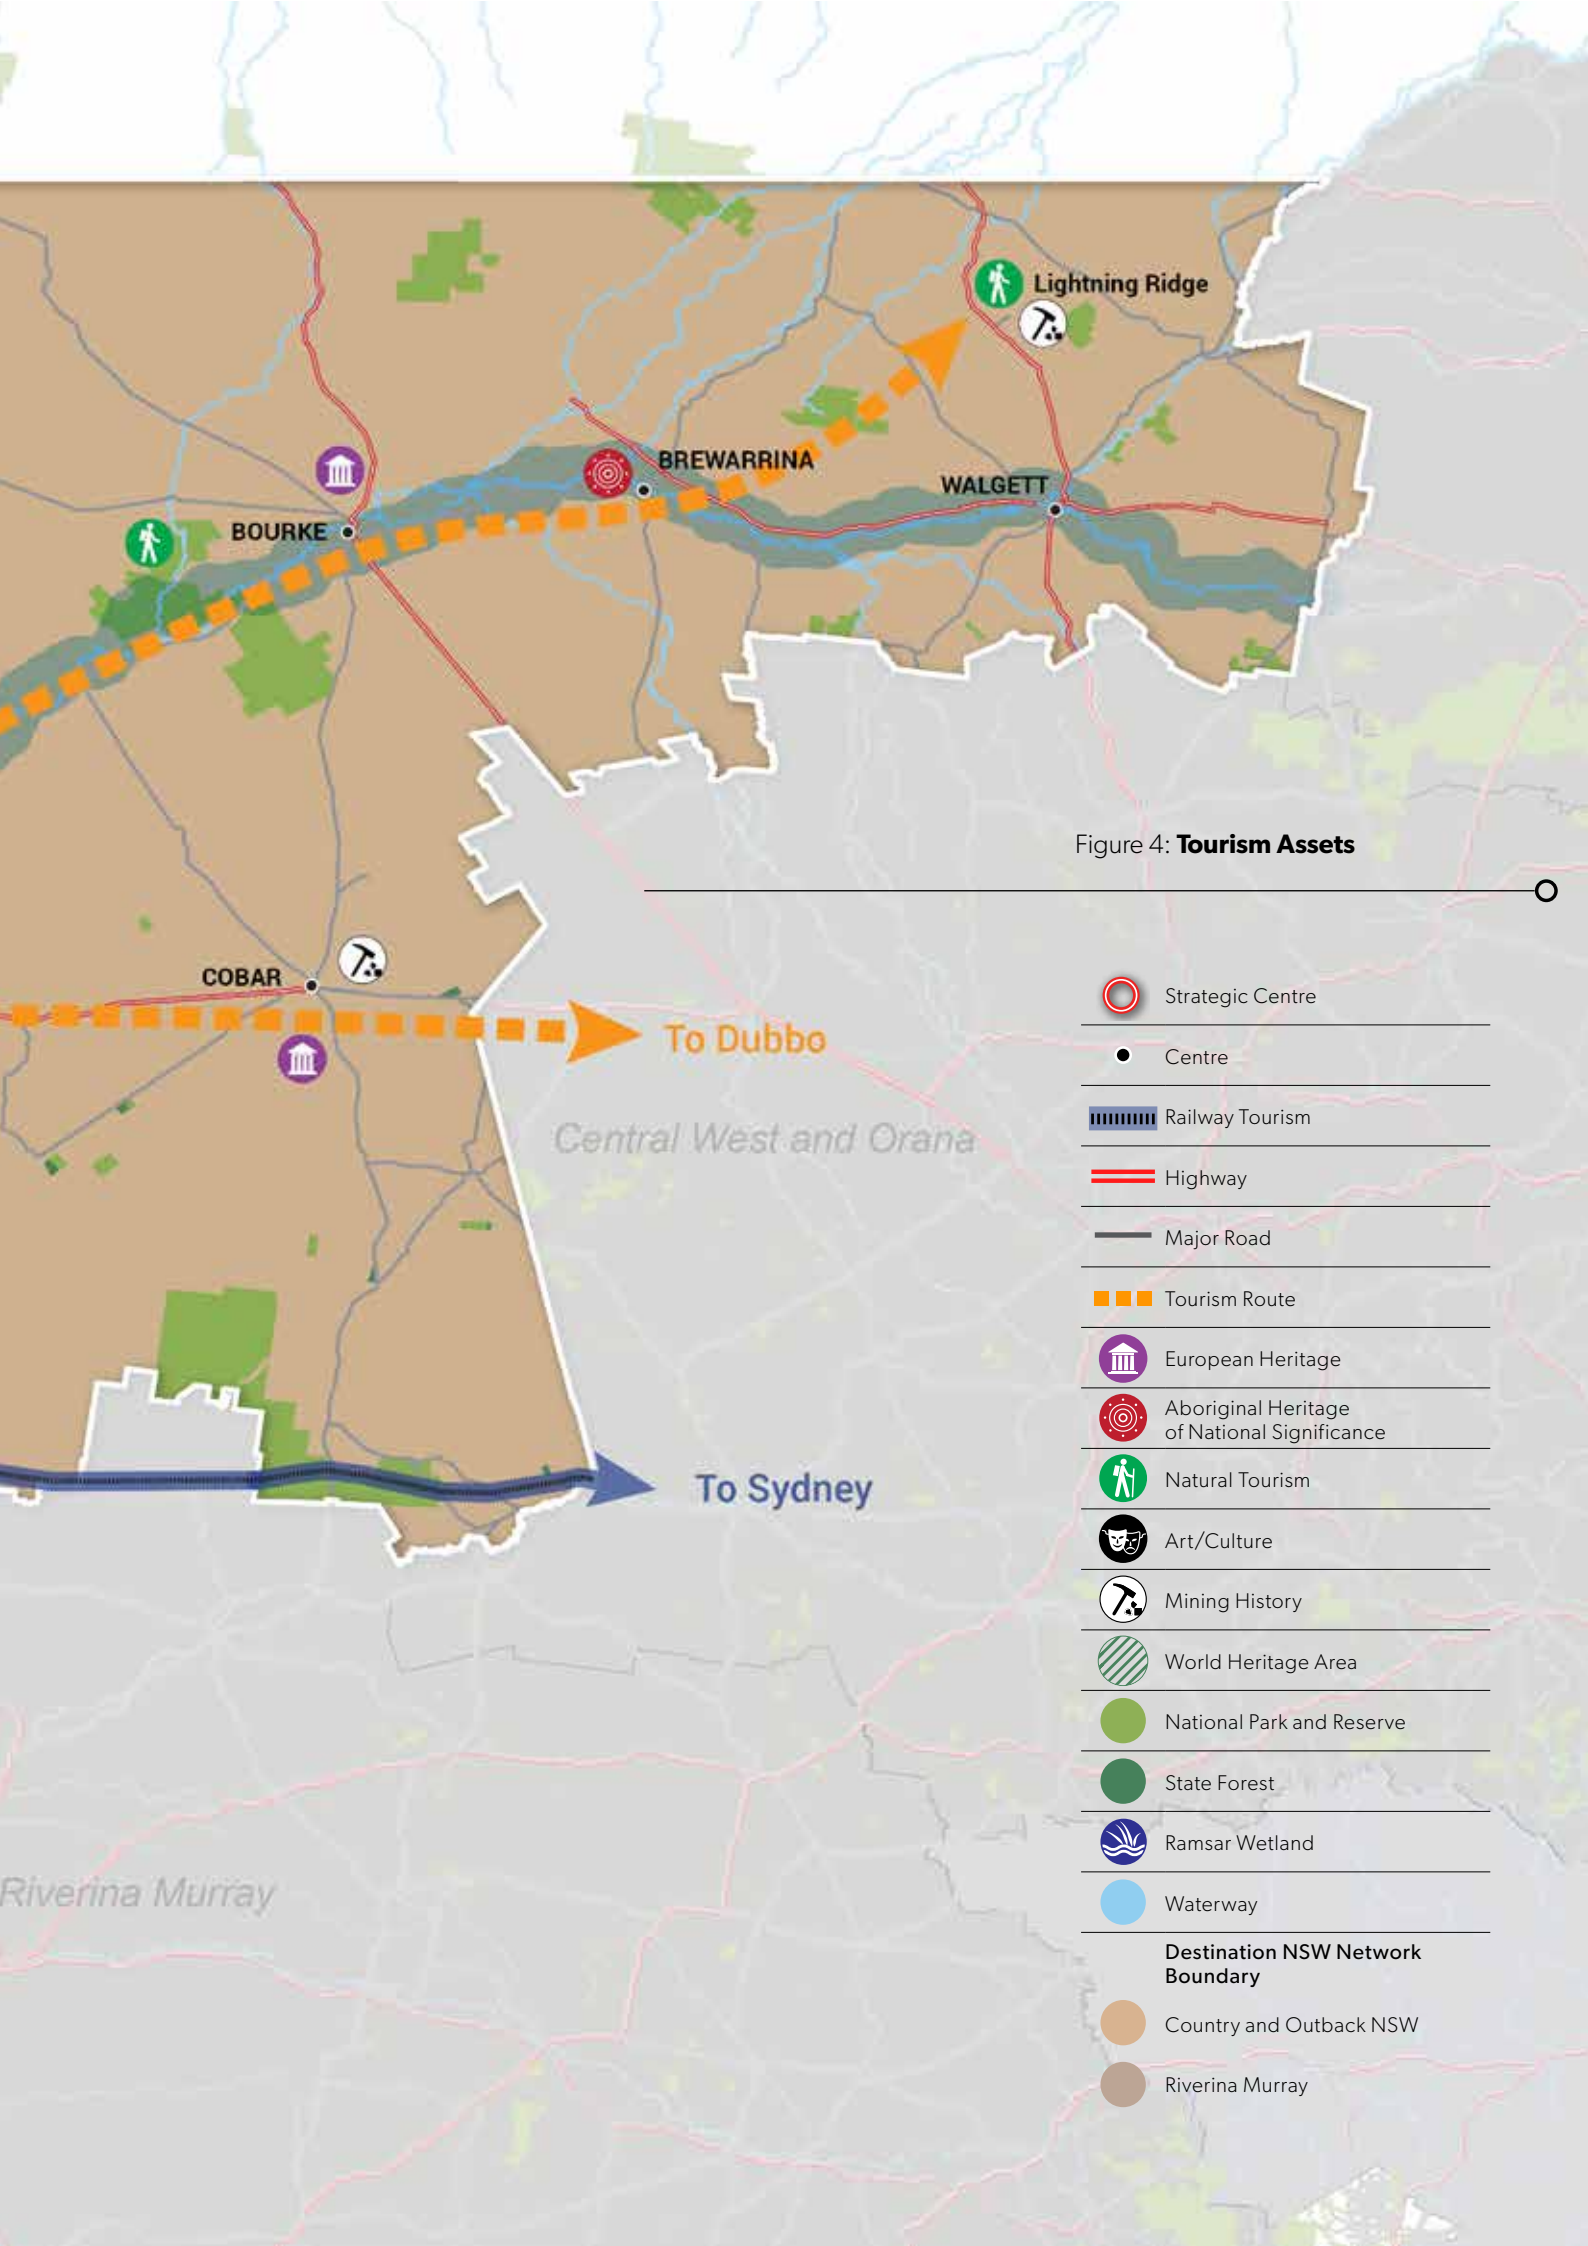 Lightning Ridge
BREWARRINA
WALGETT
BOURKE
Figure 4: Tourism Assets
COBAR
To Dubbo
Central West and Orana
To Sydney
Riverina Murray
Strategic Centre
Centre
Railway Tourism
Highway
Major Road
Tourism Route
European Heritage
Aboriginal Heritage
of National Significance
Natural Tourism
Art/Culture
Mining History
World Heritage Area
National Park and Reserve
State Forest
Ramsar Wetland
Waterway
Destination NSW Network
Boundary
Country and Outback NSW
Riverina Murray